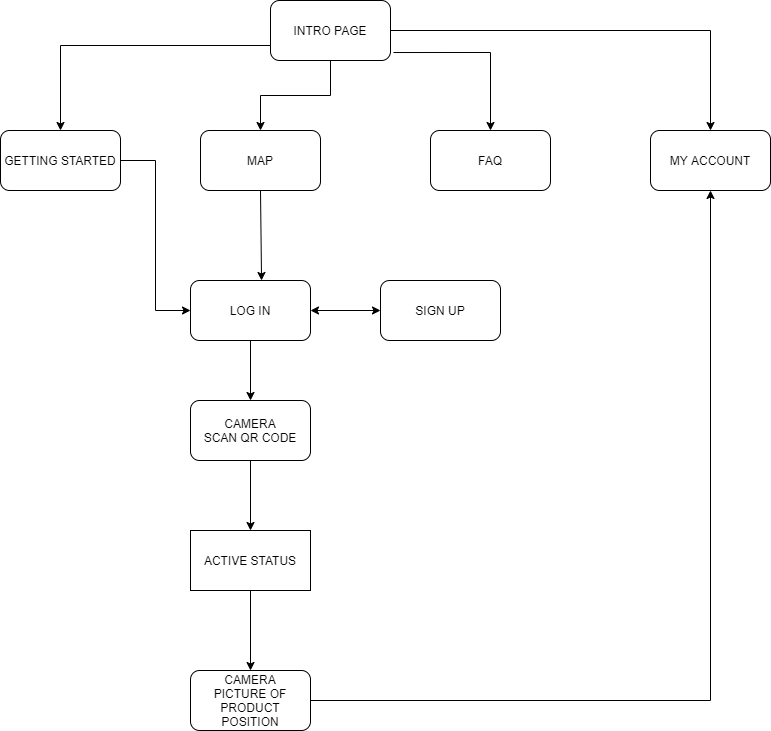 INTRO PAGE
GETTING STARTED
MAP
FAQ
MY ACCOUNT
LOG IN
SIGN UP
CAMERA
SCAN QR CODE
ACTIVE STATUS
CAMERA
PICTURE OF
PRODUCT
POSITION